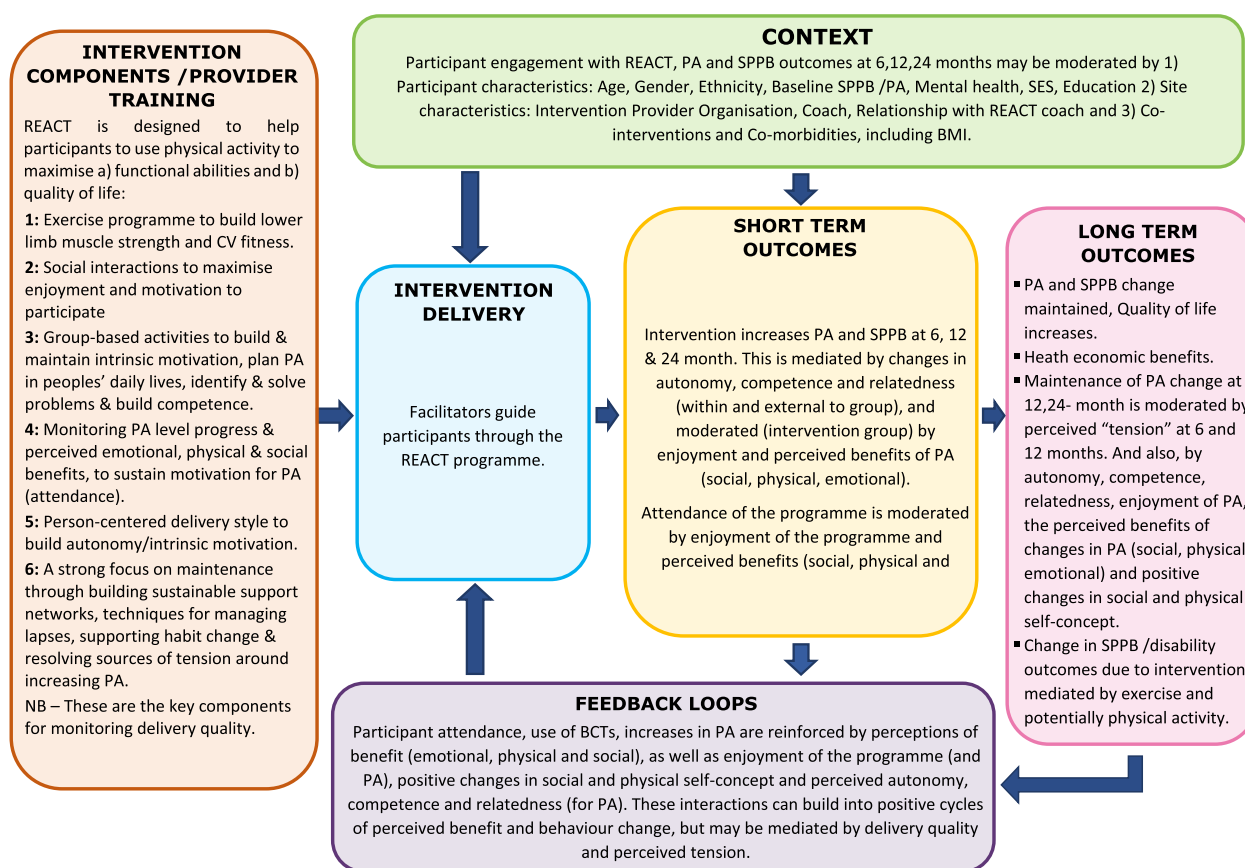 INTERVENTION
COMPONENTS /PROVIDER
TRAINING
REACT is designed to help
participants to use physical activity to
maximise a) functional abilities and b)
quality of life:
1: Exercise programme to build lower
limb muscle strength and CV fitness.
2: Social interactions to maximise
enjoyment and motivation to
participate
3: Group-based activities to build &
maintain intrinsic motivation, plan PA
in peoples’ daily lives, identify & solve
problems & build competence.
4: Monitoring PA level progress &
perceived emotional, physical & social
benefits, to sustain motivation for PA
(attendance).
5: Person-centered delivery style to
build autonomy/intrinsic motivation.
6: A strong focus on maintenance
through building sustainable support
networks, techniques for managing
lapses, supporting habit change &
resolving sources of tension around
increasing PA.
NB – These are the key components
for monitoring delivery quality.
CONTEXT
Participant engagement with REACT, PA and SPPB outcomes at 6,12,24 months may be moderated by 1)
Participant characteristics: Age, Gender, Ethnicity, Baseline SPPB /PA, Mental health, SES, Education 2) Site
characteristics: Intervention Provider Organisation, Coach, Relationship with REACT coach and 3) Co-
interventions and Co-morbidities, including BMI.
INTERVENTION
DELIVERY
Facilitators guide
participants through the
REACT programme.
SHORT TERM
OUTCOMES
Intervention increases PA and SPPB at 6, 12
& 24 month. This is mediated by changes in
autonomy, competence and relatedness
(within and external to group), and
moderated (intervention group) by
enjoyment and perceived benefits of PA
(social, physical, emotional).
Attendance of the programme is moderated
by enjoyment of the programme and
perceived benefits (social, physical and
LONG TERM
OUTCOMES
▪ PA and SPPB change
maintained, Quality of life
increases.
▪ Heath economic benefits.
▪ Maintenance of PA change at
12,24- month is moderated by
perceived “tension” at 6 and
12 months. And also, by
autonomy, competence,
relatedness, enjoyment of PA,
the perceived benefits of
changes in PA (social, physical
emotional) and positive
changes in social and physical
self-concept.
▪ Change in SPPB /disability
outcomes due to intervention
mediated by exercise and
potentially physical activity.
FEEDBACK LOOPS
Participant attendance, use of BCTs, increases in PA are reinforced by perceptions of
benefit (emotional, physical and social), as well as enjoyment of the programme (and
PA), positive changes in social and physical self-concept and perceived autonomy,
competence and relatedness (for PA). These interactions can build into positive cycles
of perceived benefit and behaviour change, but may be mediated by delivery quality
and perceived tension.